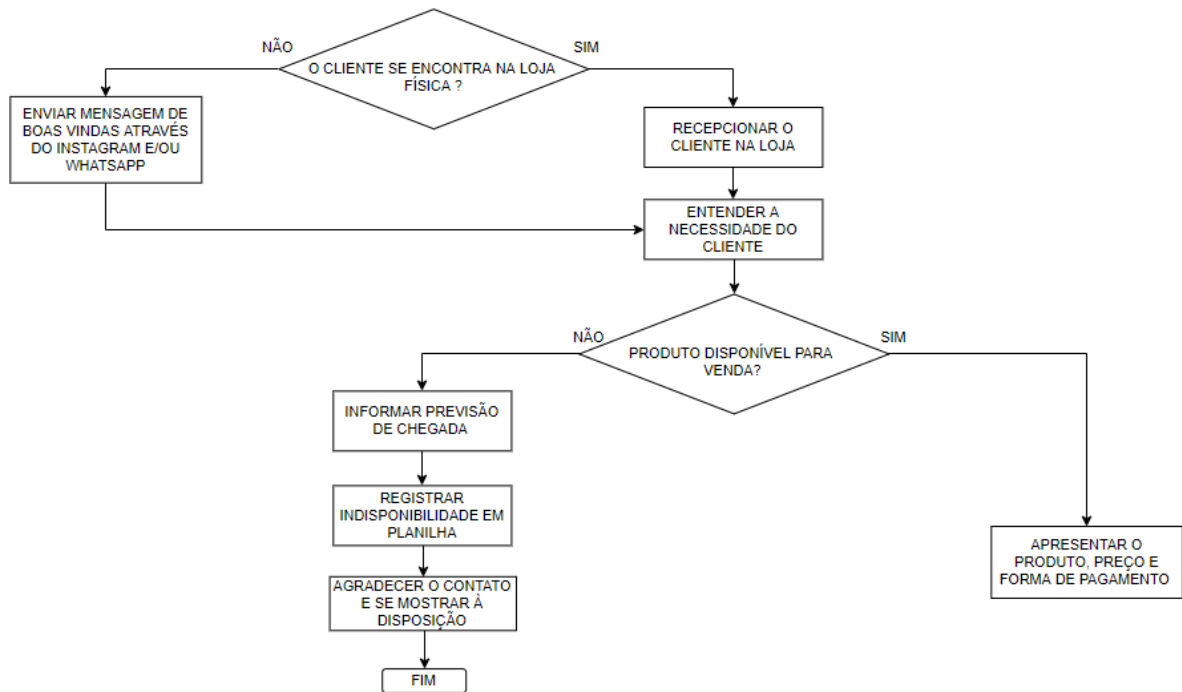 NÃO
SIM
O CLIENTE SE ENCONTRA NA LOJA
FÍSICA ?
ENVIAR MENSAGEM DE
BOAS VINDAS ATRAVÉS
DO INSTAGRAM E/OU
WHATSAPP
RECEPCIONAR O
CLIENTE NA LOJA
ENTENDER A
NECESSIDADE DO
CLIENTE
NÃO
SIM
PRODUTO DISPONÍVEL PARA
VENDA?
INFORMAR PREVISÃO
DE CHEGADA
REGISTRAR
INDISPONIBILIDADE EM
PLANILHA
APRESENTAR O
PRODUTO, PREÇO E
FORMA DE PAGAMENTO
AGRADECER O CONTATO
E SE MOSTRAR À
DISPOSIÇÃO
FIM